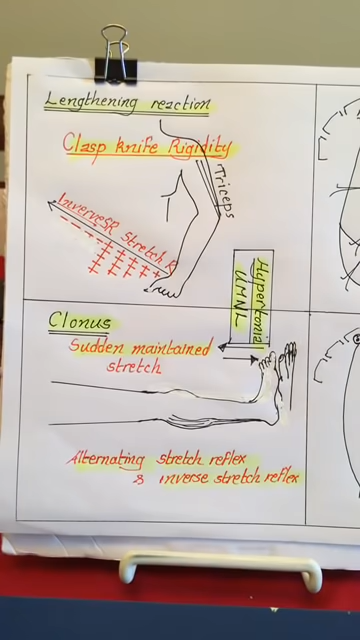 Lengthening reaction
Clasp knife Rigidity
Triceps
InverseSR Stretch R
Hypertonia
UMNL
Clonus
Sudden maintained
stretch
Alternating stretch reflex
& inverse stretch reflex